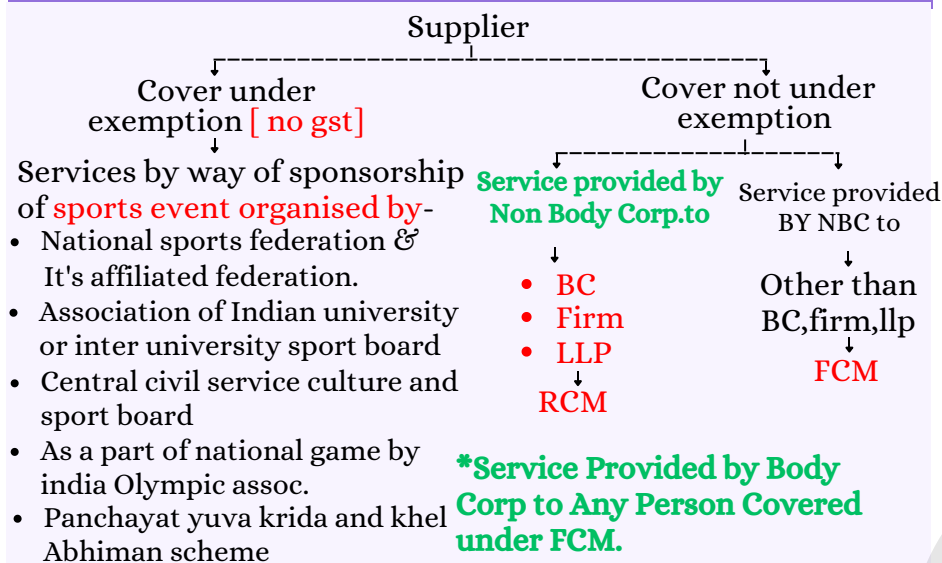 Supplier
Cover under
exemption [ no gst]
Services by way of sponsorship
of sports event organised by-
• National sports federation &
It's affiliated federation.
• Association of Indian university
or inter university sport board
• Central civil service culture and
sport board
• As a part of national game by
india Olympic assoc.
• Panchayat yuva krida and khel
Abhiman scheme
Cover not under
exemption
Service provided by
Non Body Corp.to
• BC
• Firm
• LLP
RCM
Service provided
BY NBC to
Other than
BC,firm,llp
FCM
*Service Provided by Body
Corp to Any Person Covered
under FCM.